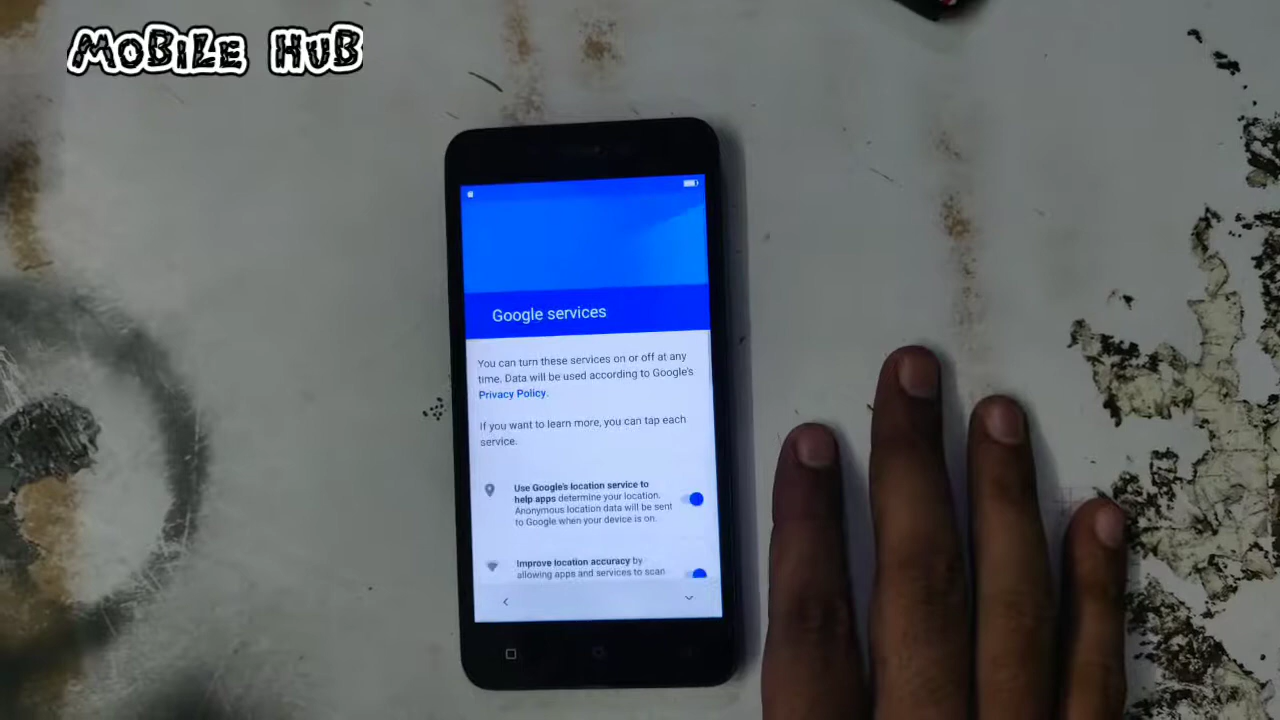 MOBILE HUB
Google services
You can turn these services on or off at any
time. Data will be used according to Google's
Privacy Policy.
If you want to learn more, you can tap each
service.
Use Google's location service to
help apps determine your location.
Anonymous location data will be sent
to Google when your device is on.
Improve location accuracy by
allowing apps and services to scan